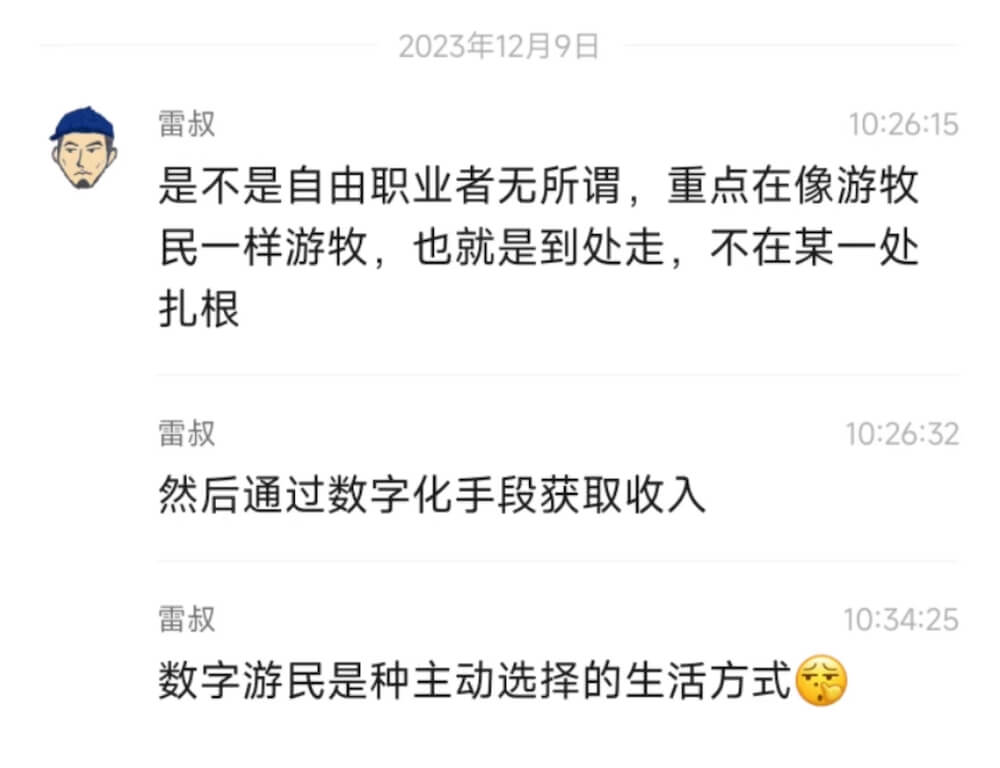 2023年12月9日
雷叔
10:26:15
是不是自由职业者无所谓，重点在像游牧
民一样游牧，也就是到处走，不在某一处
扎根
雷叔
10:26:32
然后通过数字化手段获取收入
雷叔
10:34:25
数字游民是种主动选择的生活方式